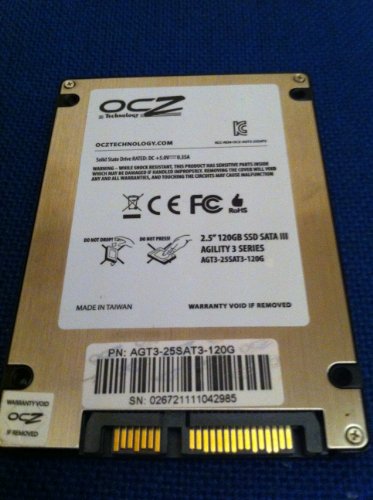 OCZ
Technology
OCZTECHNOLOGY.COM
Solid State Drive RATED: DC +5.0V 0.35A
WARNING – WHILE SHOCK RESISTANT, THIS PRODUCT HAS SENSITIVE PARTS INSIDE
WHICH MAY BE DAMAGED IF HANDLED IMPROPERLY. REMOVING THE COVER WILL VOID
ANY AND ALL WARRANTIES, AND TOUCHING THE CIRCUITRY MAY CAUSE MALFUNCTION
CE FC RoHS
DO NOT DROP!
DO NOT PRESS!
2.5" 120GB SSD SATA III
AGILITY 3 SERIES
AGT3-25SAT3-120G
MADE IN TAIWAN
WARRANTY VOID IF REMOVED
PN: AGT3-25SAT3-120G
SN: 026721111042985
WARRANTY VOID
OCZ
IF REMOVED